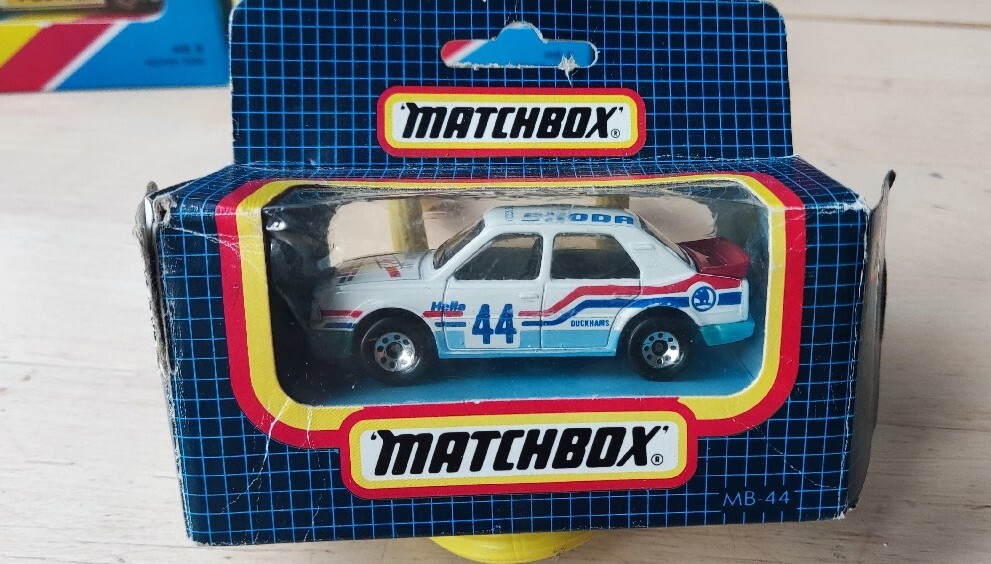 MATCHBOX®
SKODA
Hella
44
DUCKHAMS
MATCHBOX®
MB-44